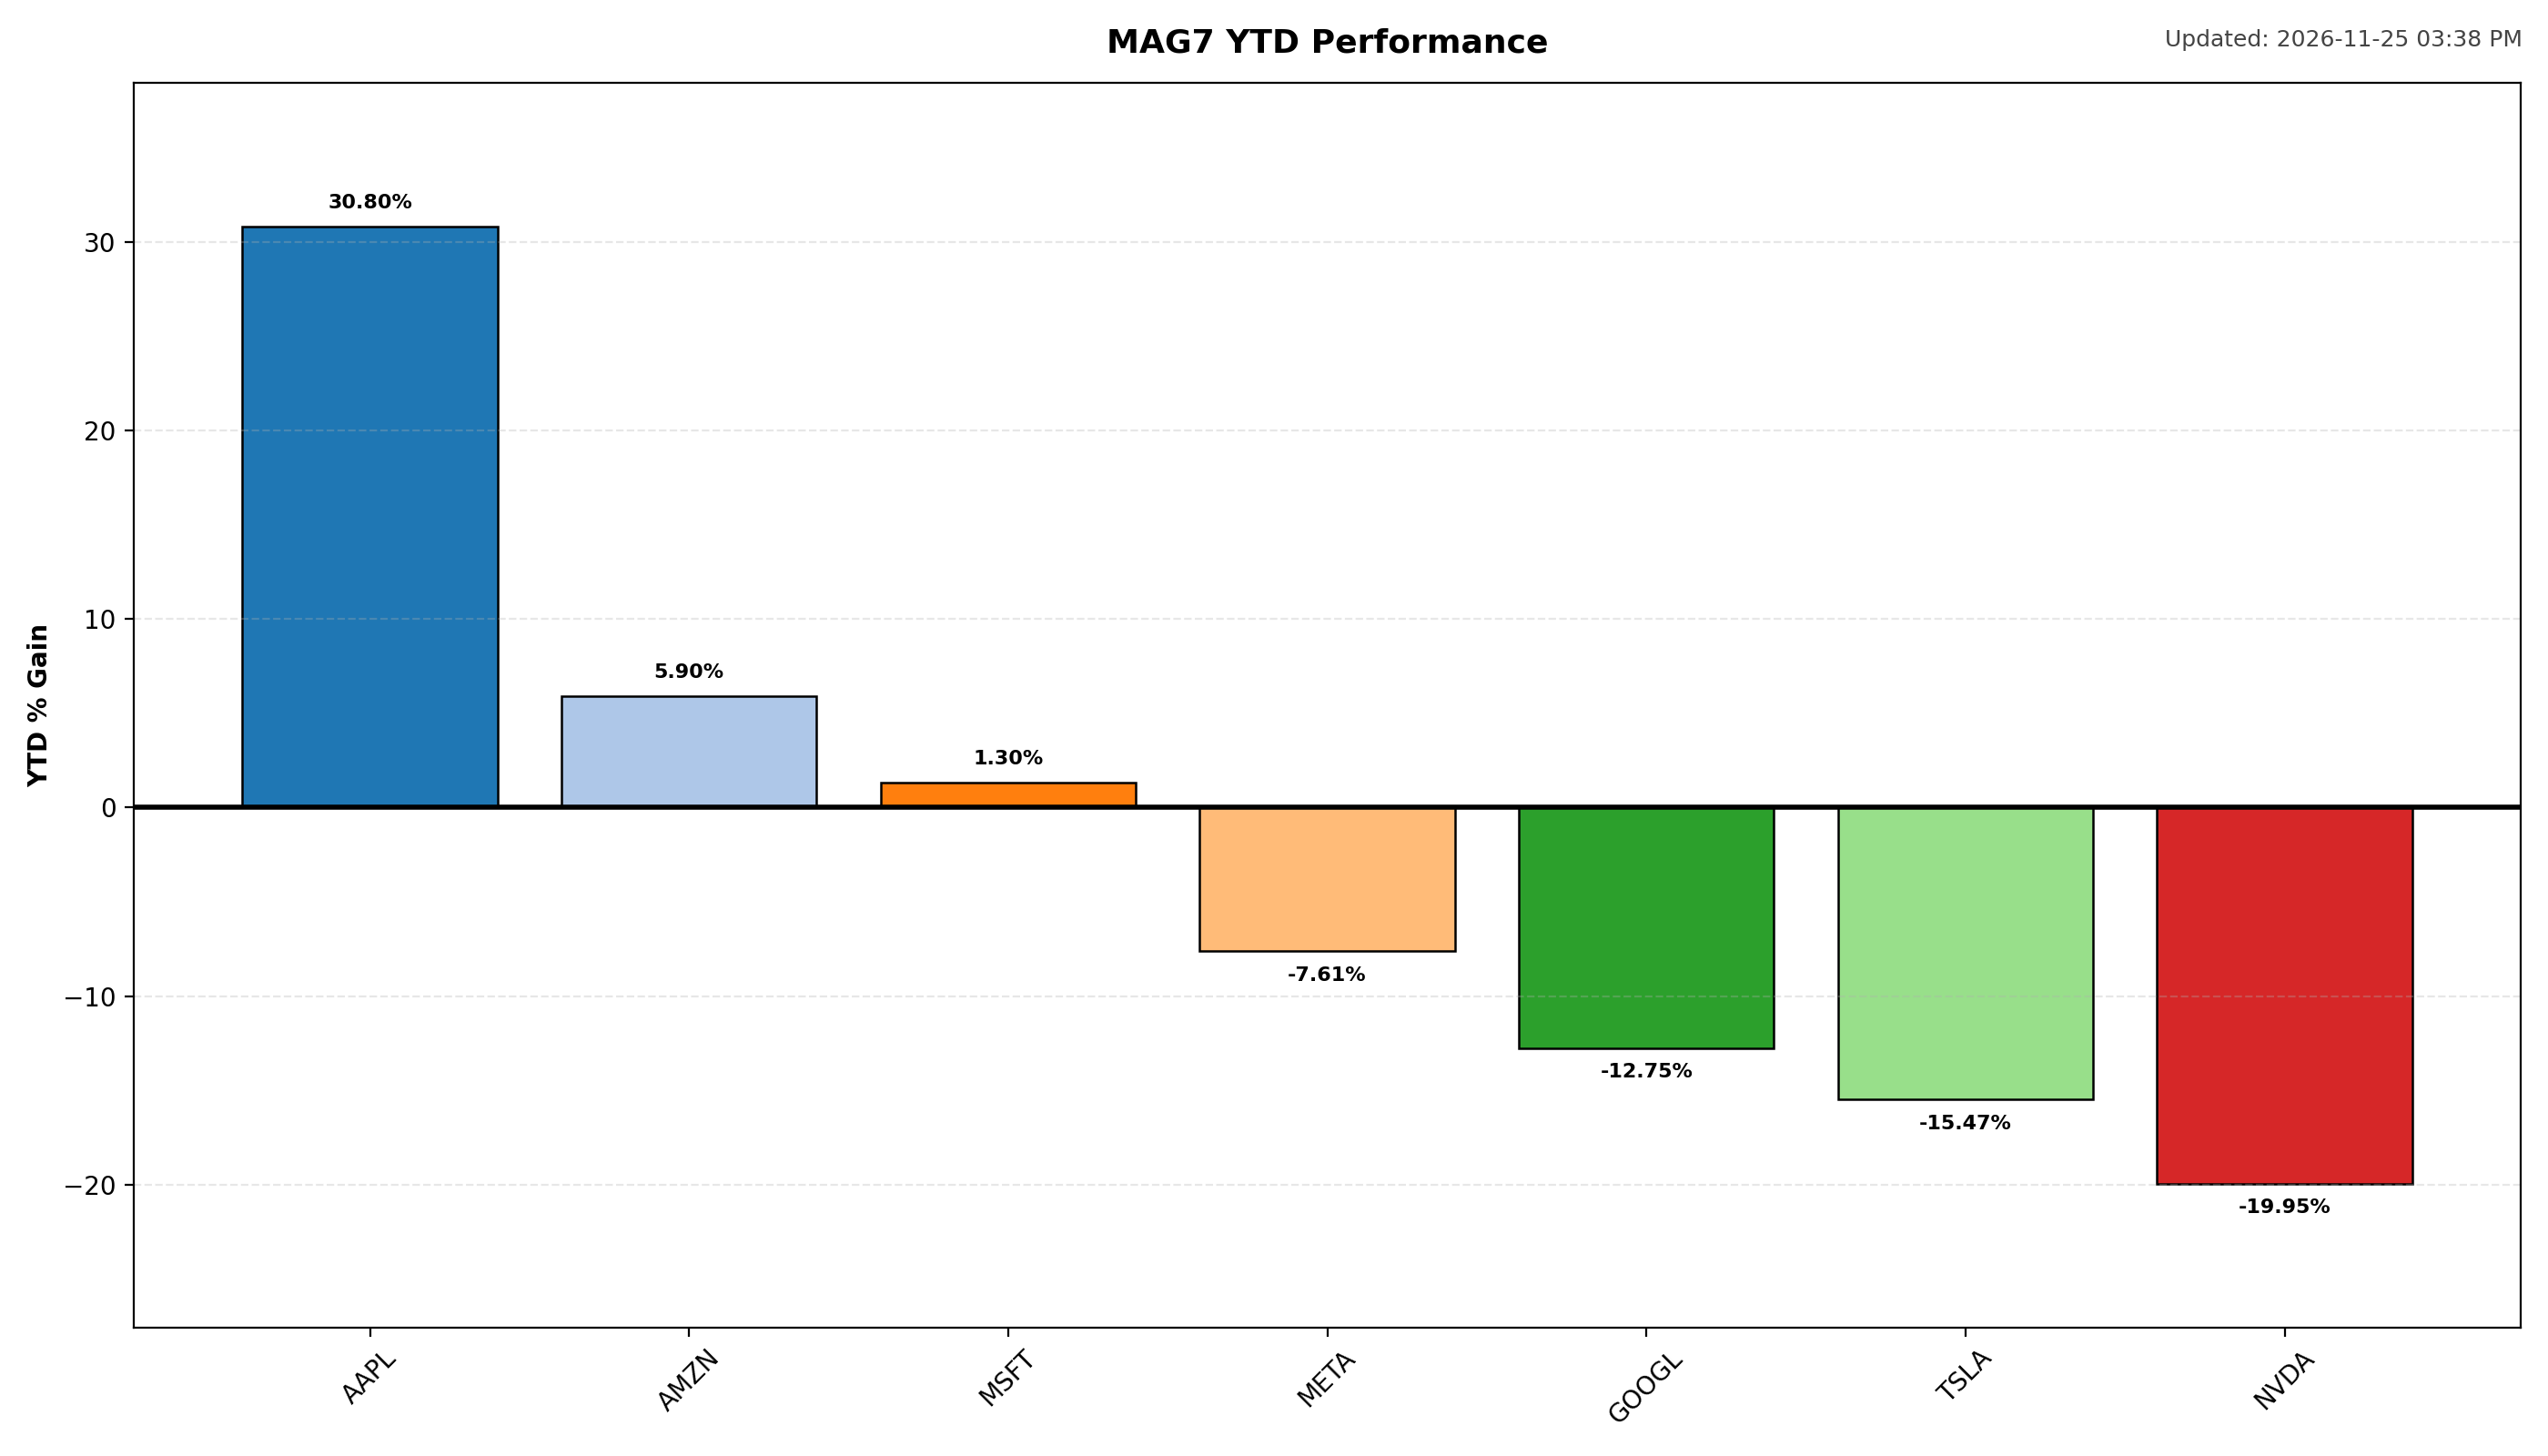 MAG7 YTD Performance
Updated: 2026-11-25 03:38 PM
YTD % Gain
30
20
10
0
−10
−20
30.80%
5.90%
1.30%
-7.61%
-12.75%
-15.47%
-19.95%
AAPL
AMZN
MSFT
META
GOOGL
TSLA
NVDA